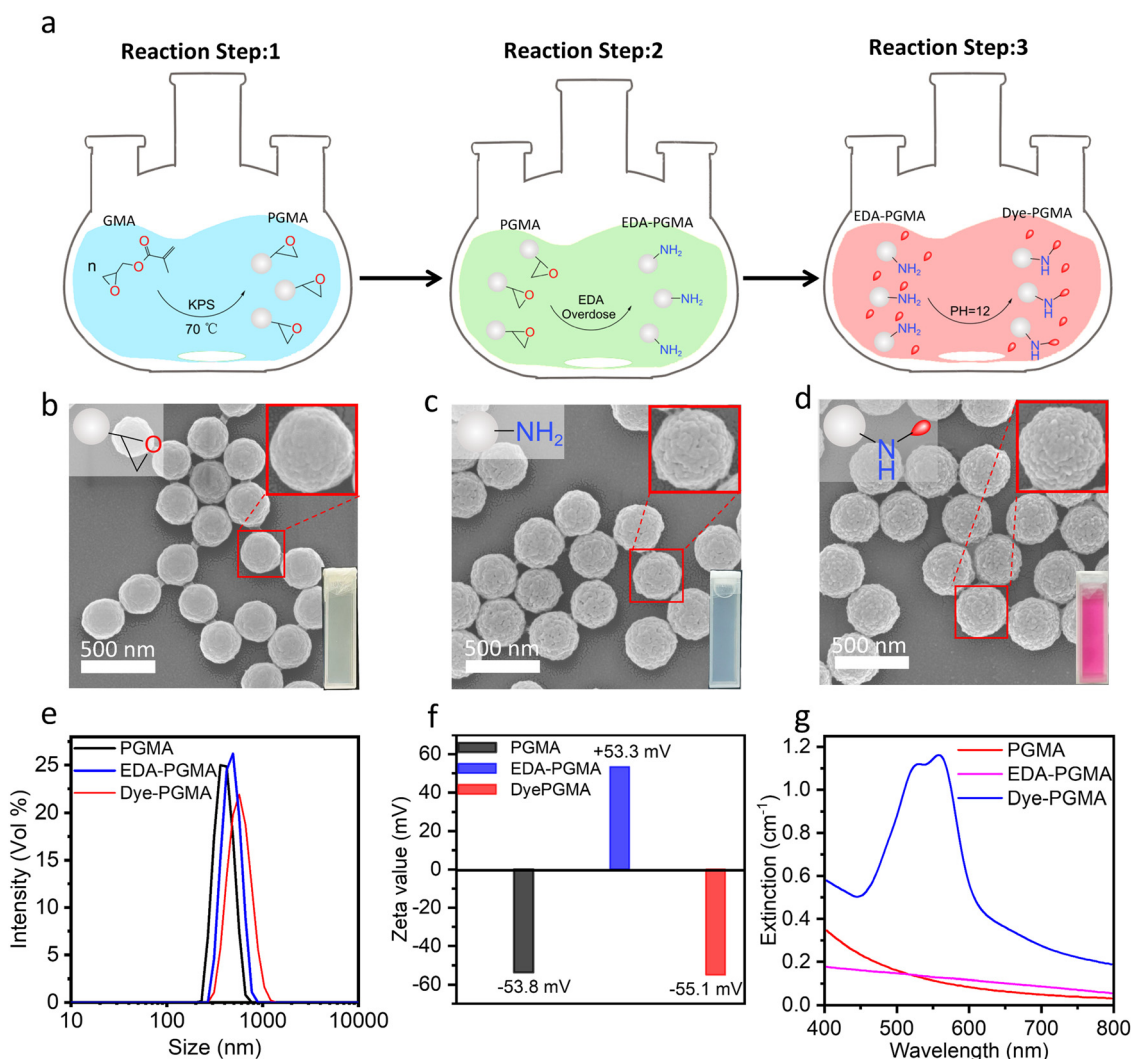 a
Reaction Step:1
Reaction Step:2
Reaction Step:3
GMA
PGMA
n
O
O
O
KPS
70 ℃
O
O
O
PGMA
EDA-PGMA
O
O
O
EDA
Overdose
NH2
NH2
NH2
EDA-PGMA
Dye-PGMA
NH2
NH2
NH2
PH=12
N
H
N
H
N
H
b
O
500 nm
c
NH2
500 nm
d
N
H
500 nm
e
PGMA
EDA-PGMA
Dye-PGMA
Intensity (Vol %)
25
20
15
10
5
0
10
100
1000
10000
Size (nm)
f
PGMA
EDA-PGMA
DyePGMA
+53.3 mV
-53.8 mV
-55.1 mV
Zeta value (mV)
60
40
20
0
-20
-40
-60
g
PGMA
EDA-PGMA
Dye-PGMA
Extinction (cm-1)
1.2
1.0
0.8
0.6
0.4
0.2
0.0
400
500
600
700
800
Wavelength (nm)